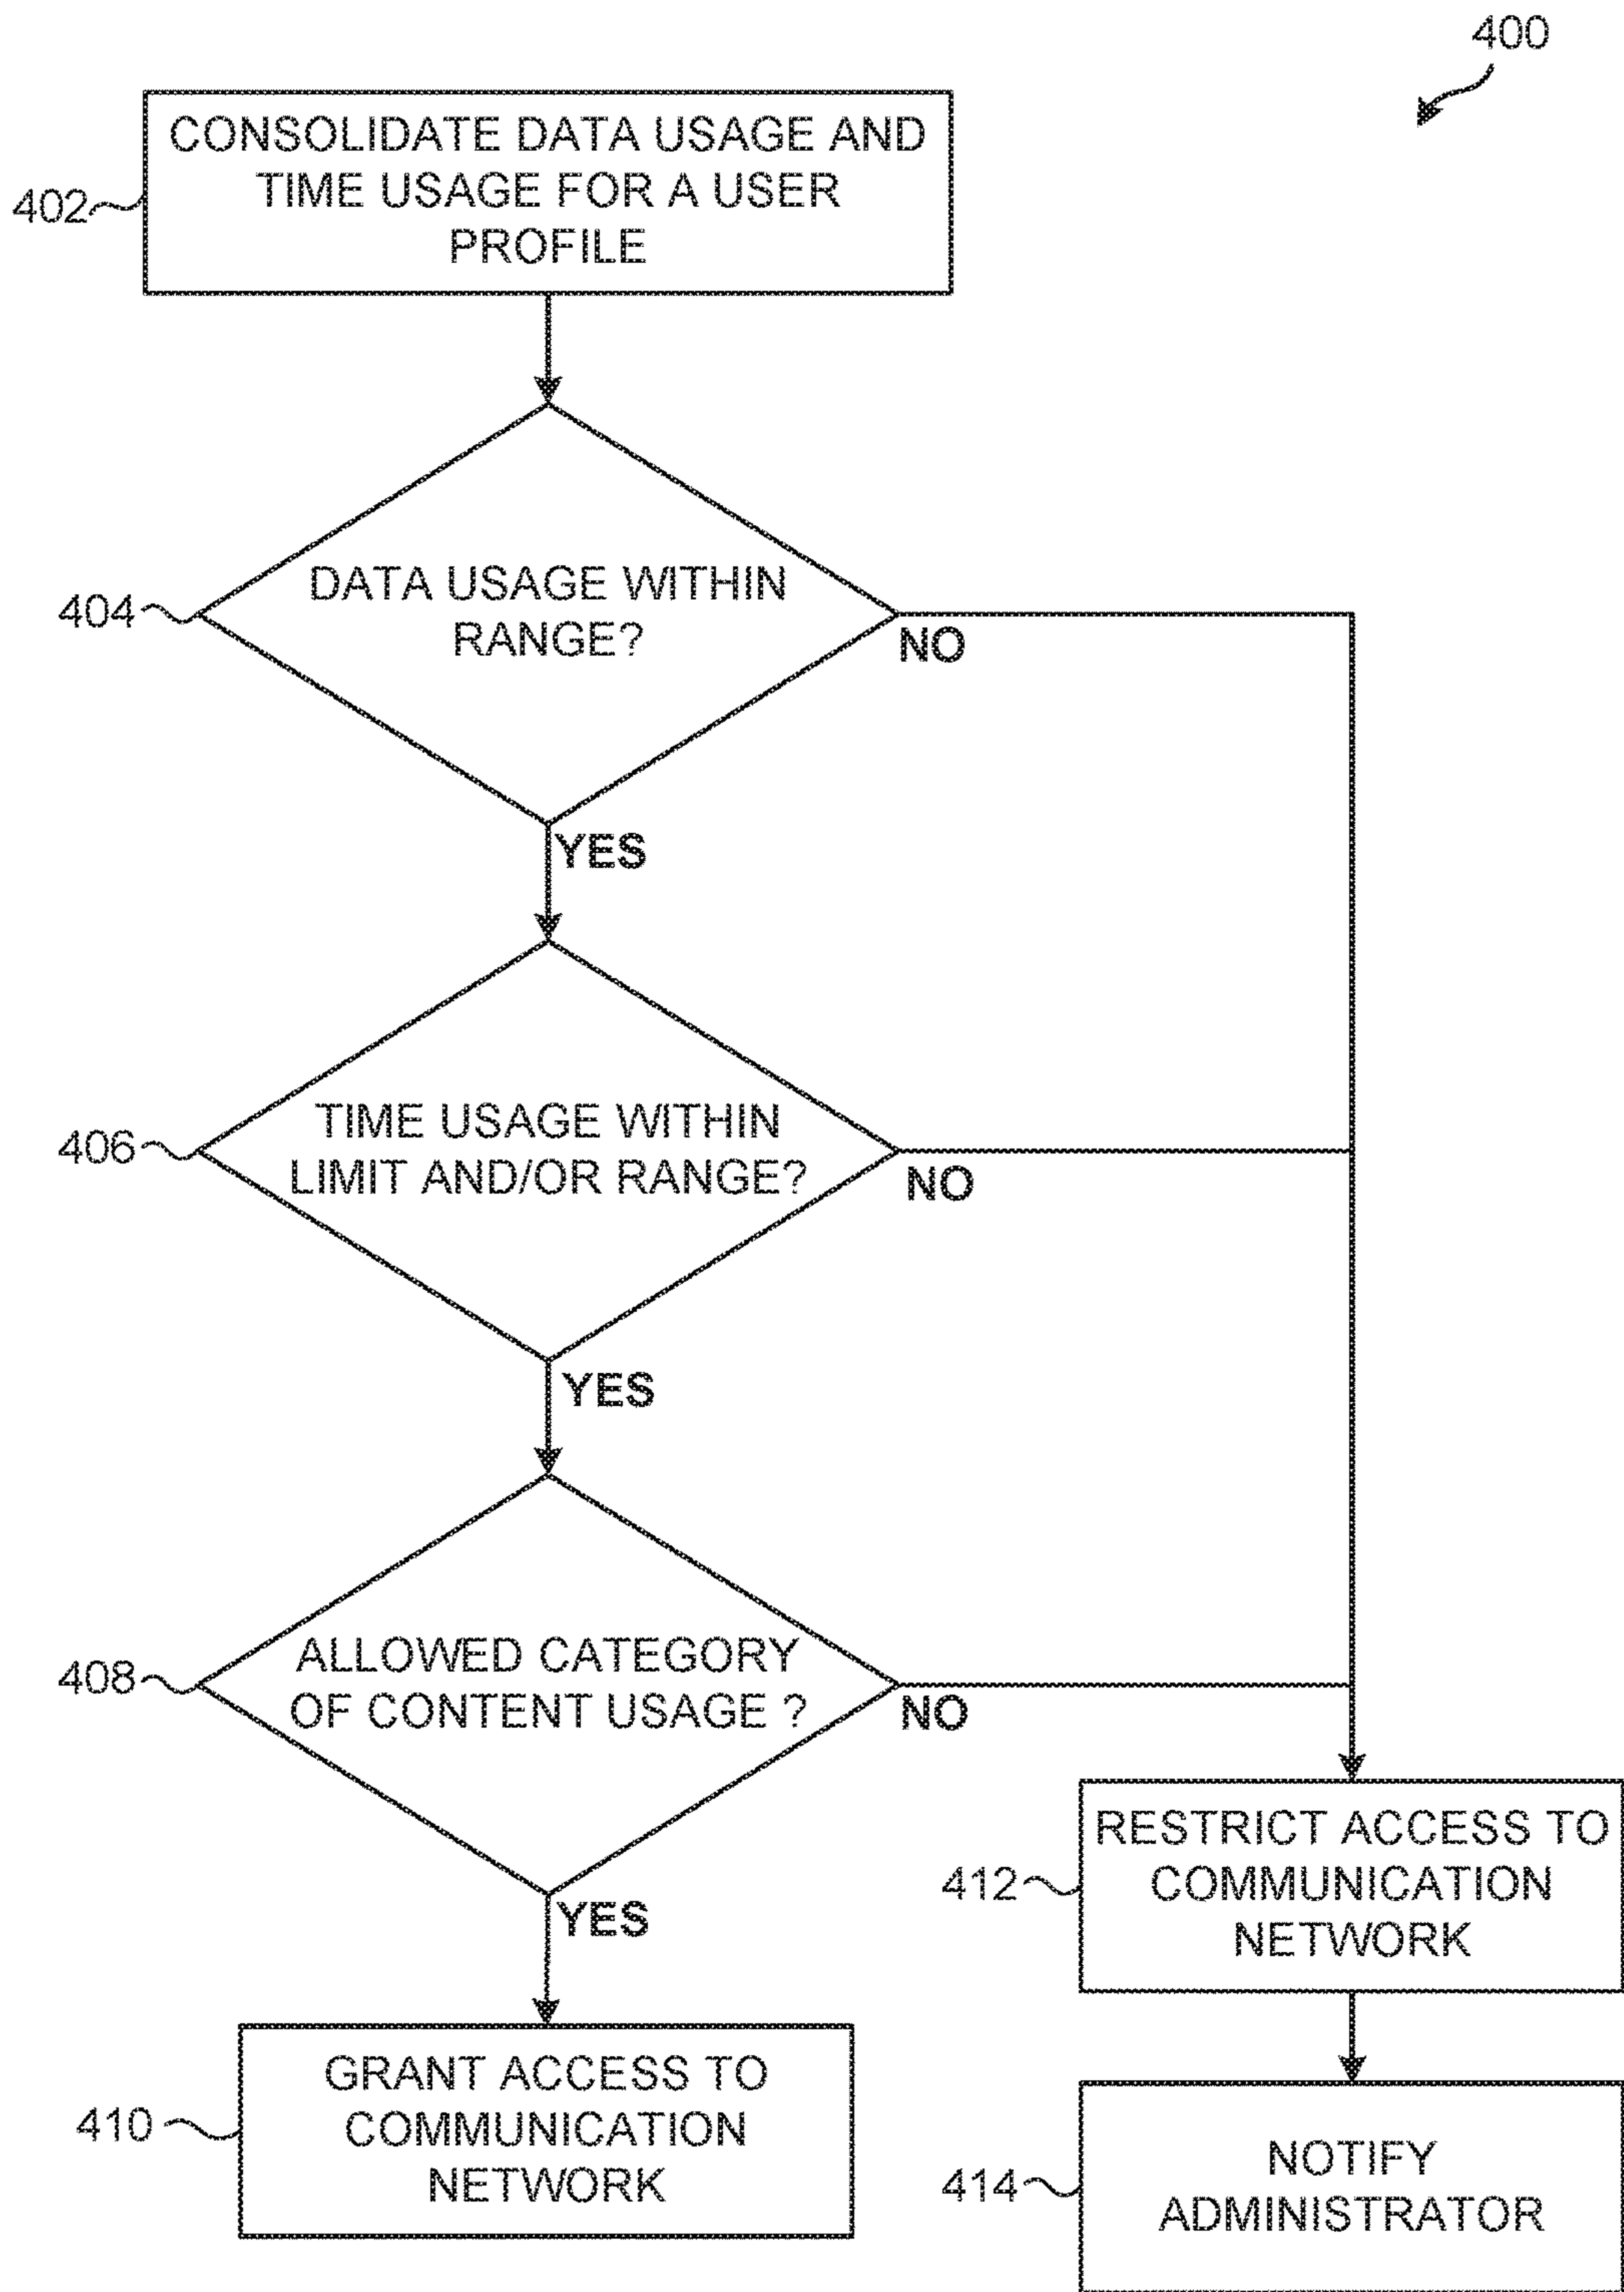 400
CONSOLIDATE DATA USAGE AND
TIME USAGE FOR A USER
PROFILE
402
DATA USAGE WITHIN
RANGE?
404
NO
YES
TIME USAGE WITHIN
LIMIT AND/OR RANGE?
406
NO
YES
ALLOWED CATEGORY
OF CONTENT USAGE ?
408
NO
YES
RESTRICT ACCESS TO
COMMUNICATION
NETWORK
412
GRANT ACCESS TO
COMMUNICATION
NETWORK
410
NOTIFY
ADMINISTRATOR
414